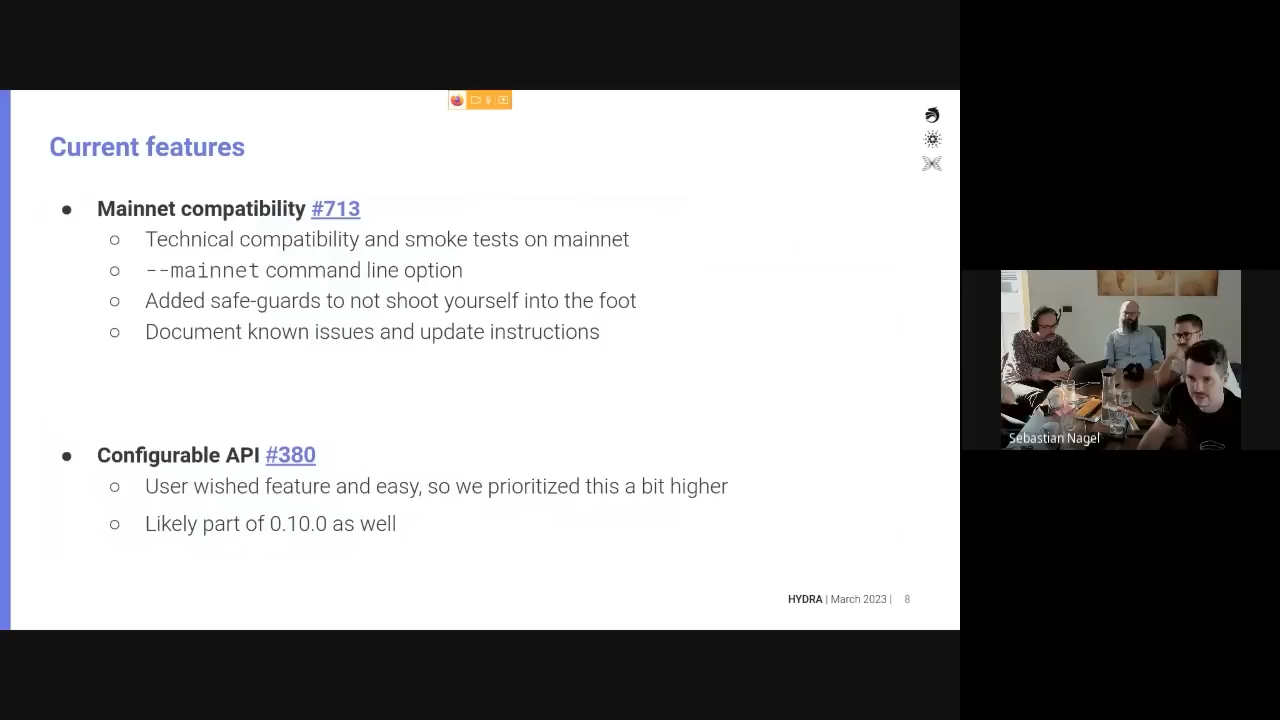 Current features
● Mainnet compatibility #713
○ Technical compatibility and smoke tests on mainnet
○ --mainnet command line option
○ Added safe-guards to not shoot yourself into the foot
○ Document known issues and update instructions
● Configurable API #380
○ User wished feature and easy, so we prioritized this a bit higher
○ Likely part of 0.10.0 as well
HYDRA | March 2023 | 8
Sebastian Nagel